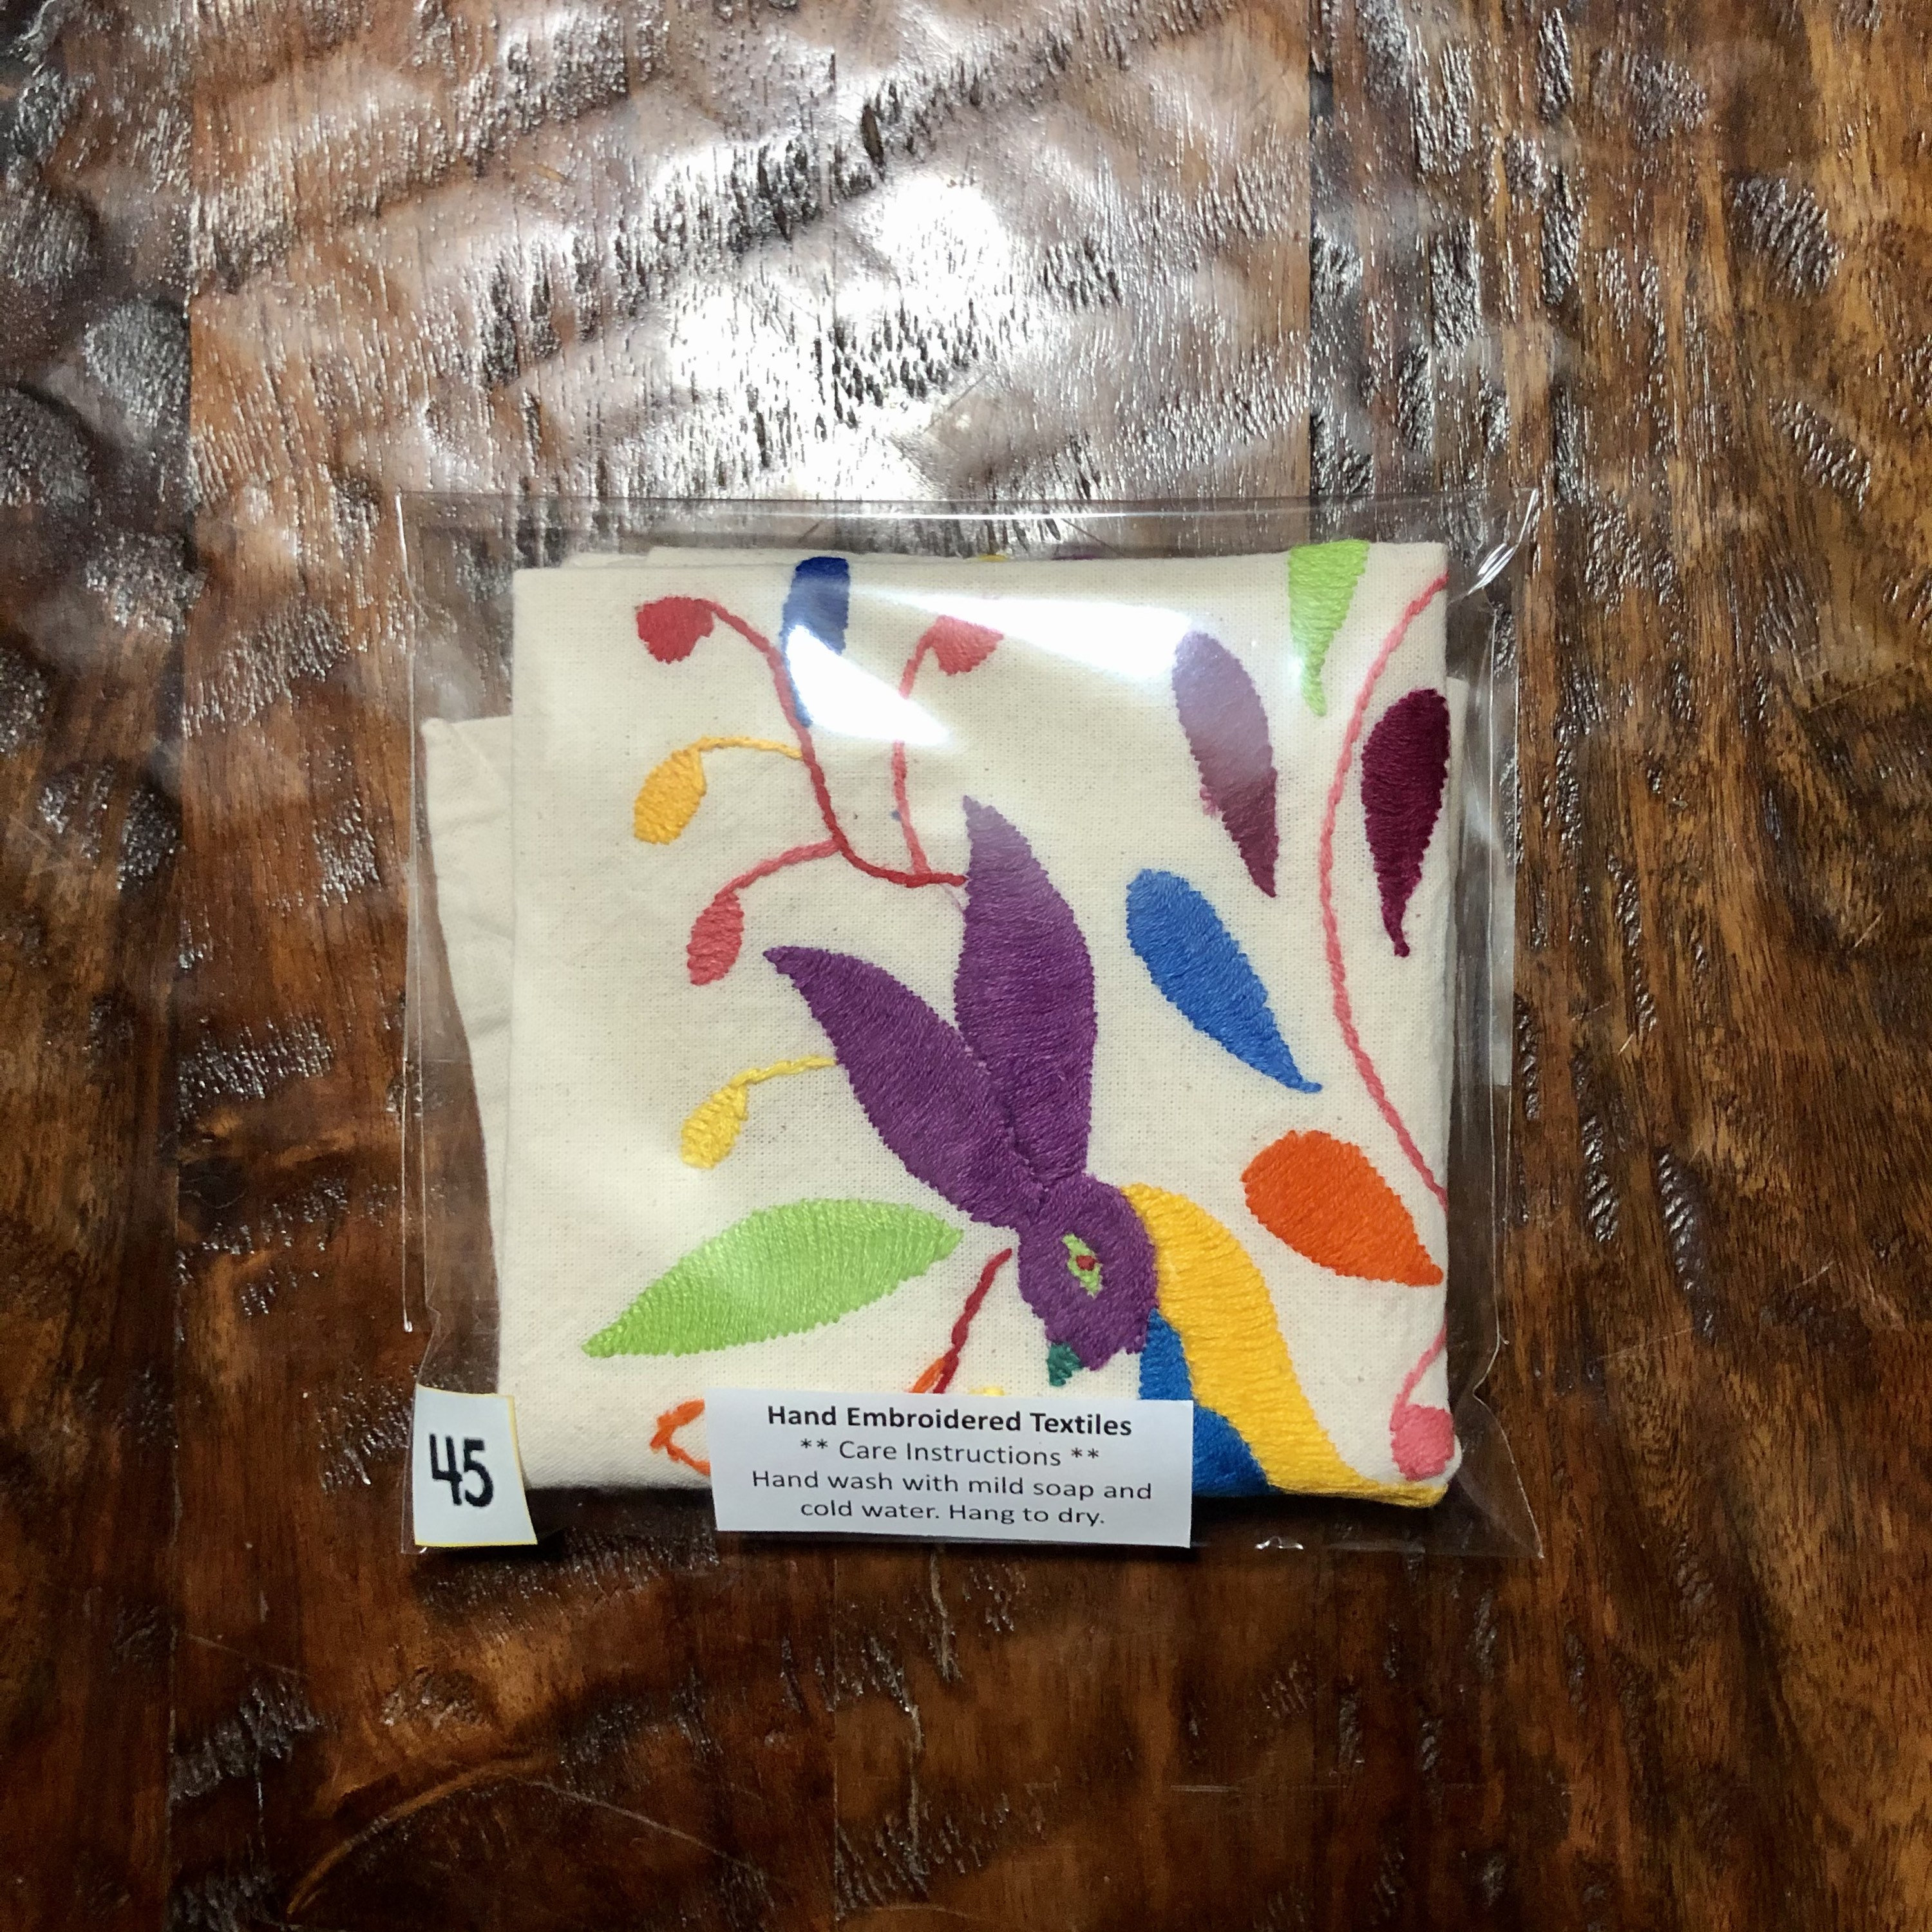 45
Hand Embroidered Textiles
** Care Instructions **
Hand wash with mild soap and
cold water. Hang to dry.